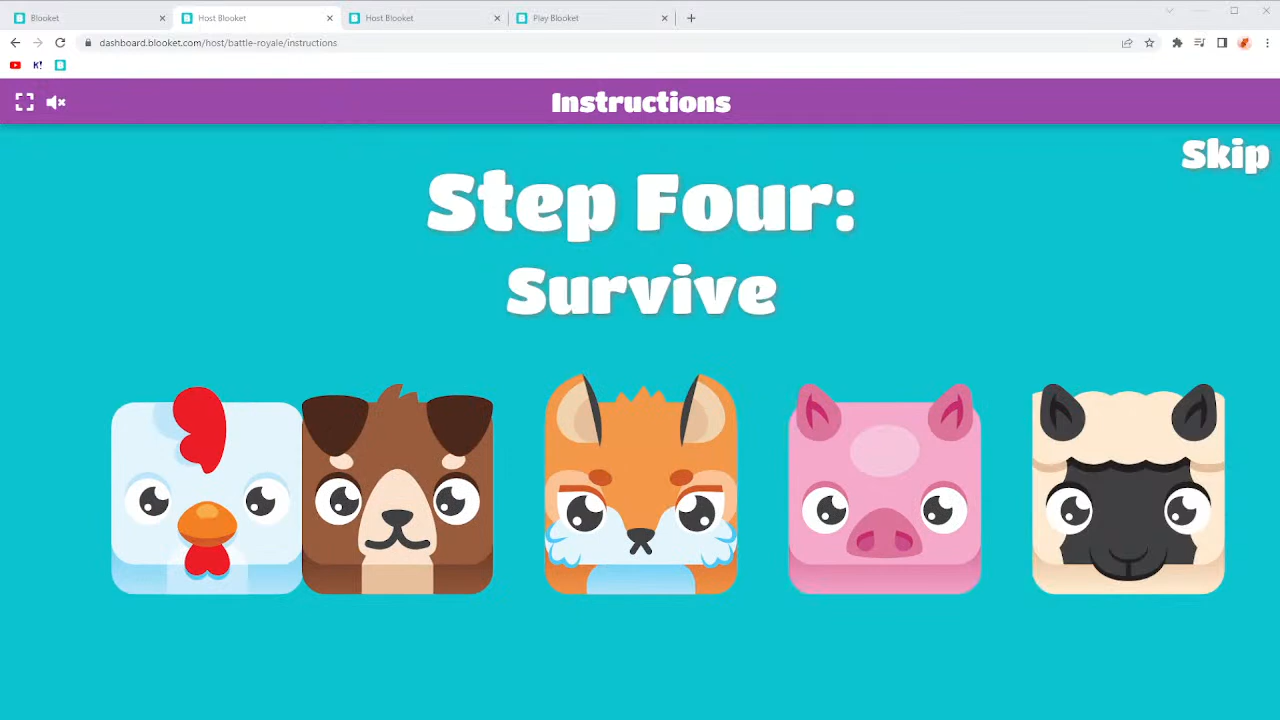 Blooket
Host Blooket
Host Blooket
Play Blooket
dashboard.blooket.com/host/battle-royale/instructions
K!
Instructions
Skip
Step Four:
Survive